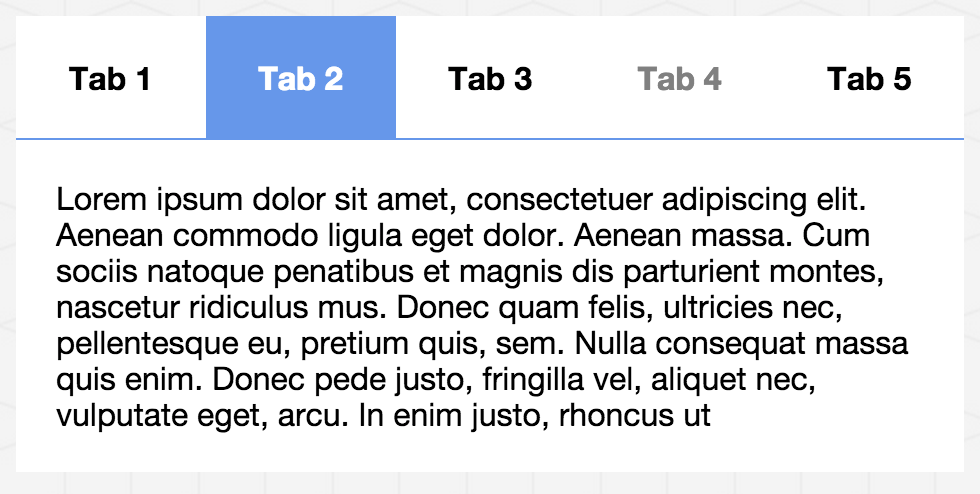 Tab 1 Tab 2 Tab 3 Tab 4 Tab 5
Lorem ipsum dolor sit amet, consectetuer adipiscing elit.
Aenean commodo ligula eget dolor. Aenean massa. Cum
sociis natoque penatibus et magnis dis parturient montes,
nascetur ridiculus mus. Donec quam felis, ultricies nec,
pellentesque eu, pretium quis, sem. Nulla consequat massa
quis enim. Donec pede justo, fringilla vel, aliquet nec,
vulputate eget, arcu. In enim justo, rhoncus ut